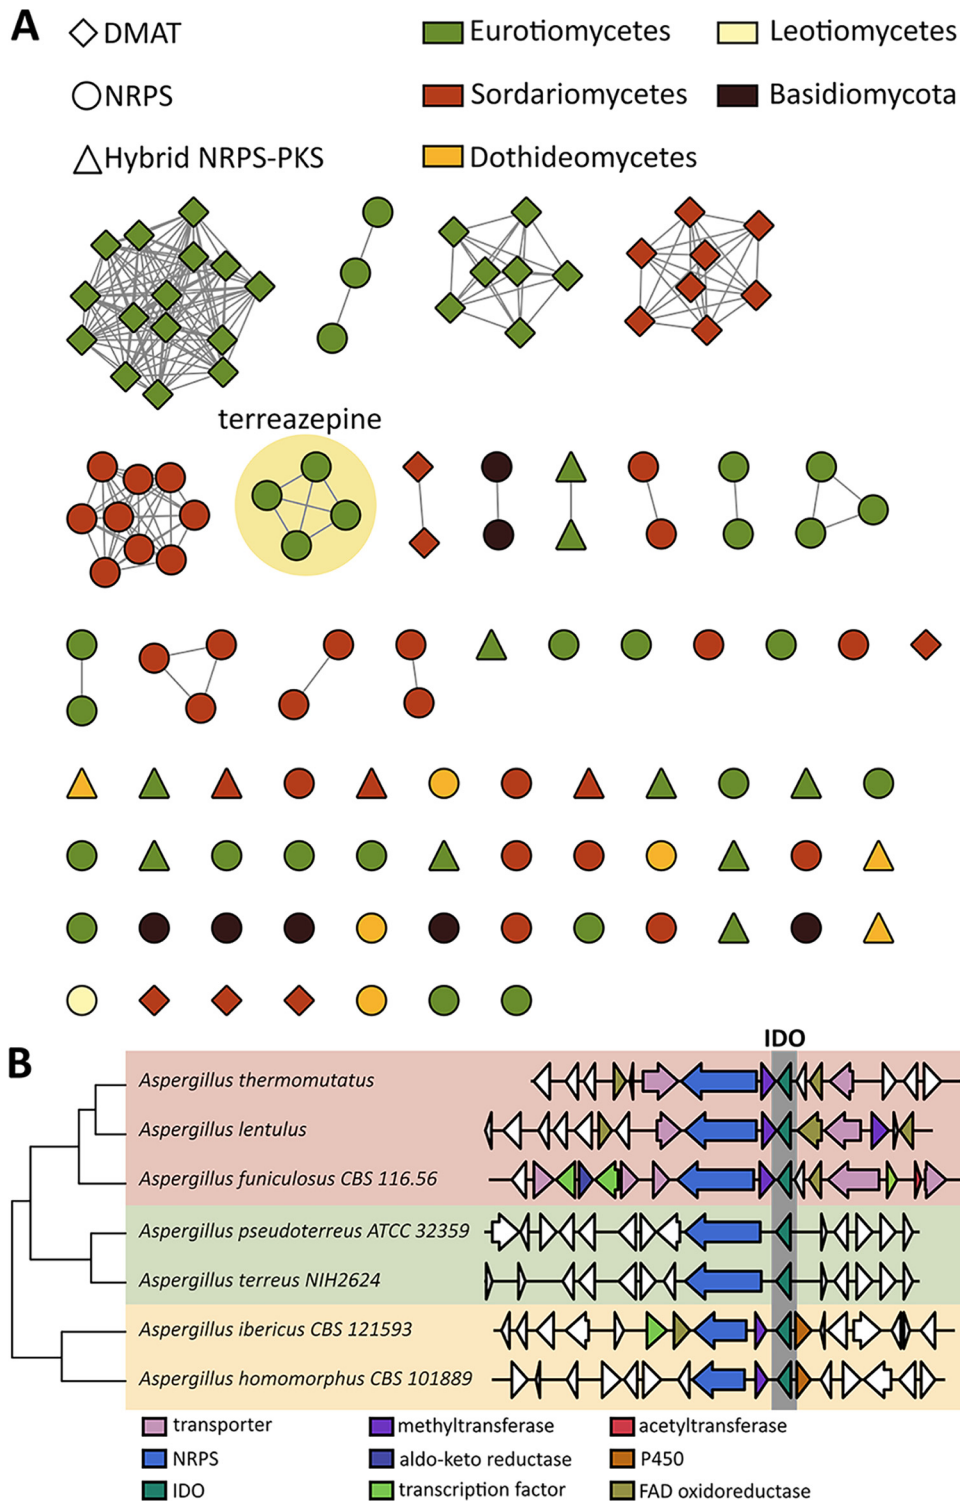 A
DMAT
Eurotiomycetes
Leotiomycetes
NRPS
Sordariomycetes
Basidiomycota
Hybrid NRPS-PKS
Dothideomycetes
terreazepine
B
IDO
Aspergillus thermomutatus
Aspergillus lentulus
Aspergillus funiculosus CBS 116.56
Aspergillus pseudoterreus ATCC 32359
Aspergillus terreus NIH2624
Aspergillus ibericus CBS 121593
Aspergillus homomorphus CBS 101889
transporter
methyltransferase
acetyltransferase
NRPS
aldo-keto reductase
P450
IDO
transcription factor
FAD oxidoreductase